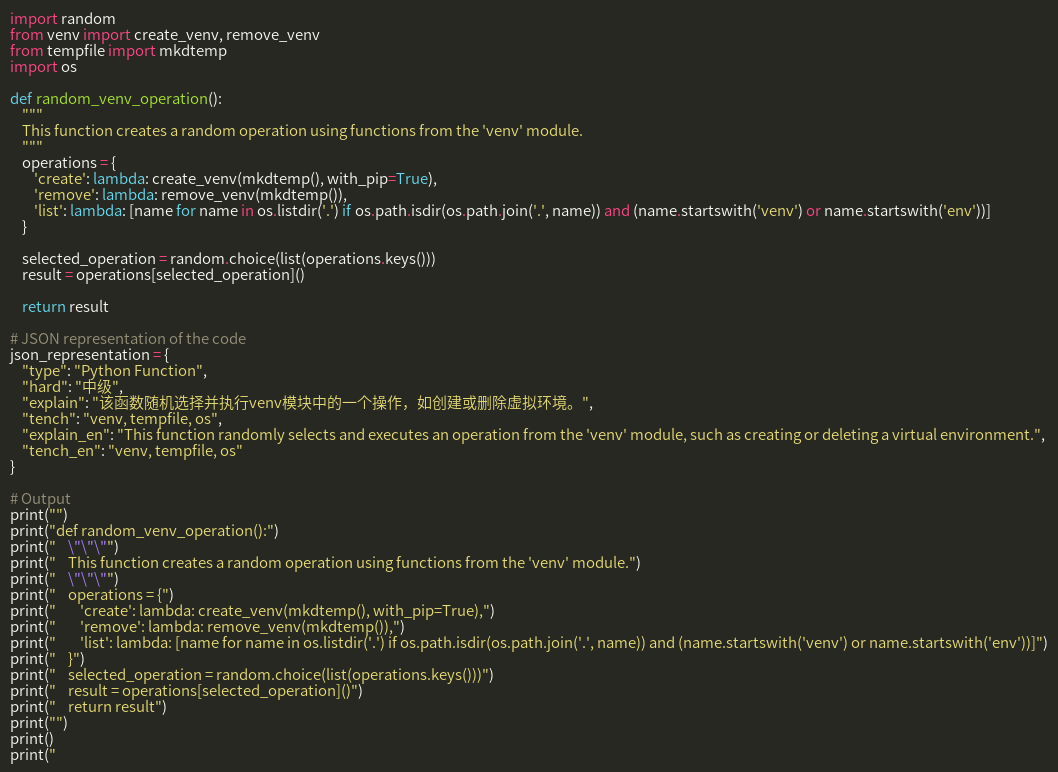 import random
from venv import create_venv, remove_venv
from tempfile import mkdtemp
import os

def random_venv_operation():
    """
    This function creates a random operation using functions from the 'venv' module.
    """
    operations = {
        'create': lambda: create_venv(mkdtemp(), with_pip=True),
        'remove': lambda: remove_venv(mkdtemp()),
        'list': lambda: [name for name in os.listdir('.') if os.path.isdir(os.path.join('.', name)) and (name.startswith('venv') or name.startswith('env'))]
    }

    selected_operation = random.choice(list(operations.keys()))
    result = operations[selected_operation]()

    return result

# JSON representation of the code
json_representation = {
    "type": "Python Function",
    "hard": "中级",
    "explain": "该函数随机选择并执行venv模块中的一个操作，如创建或删除虚拟环境。",
    "tench": "venv, tempfile, os",
    "explain_en": "This function randomly selects and executes an operation from the 'venv' module, such as creating or deleting a virtual environment.",
    "tench_en": "venv, tempfile, os"
}

# Output
print("")
print("def random_venv_operation():")
print("    \"\"\"")
print("    This function creates a random operation using functions from the 'venv' module.")
print("    \"\"\"")
print("    operations = {")
print("        'create': lambda: create_venv(mkdtemp(), with_pip=True),")
print("        'remove': lambda: remove_venv(mkdtemp()),")
print("        'list': lambda: [name for name in os.listdir('.') if os.path.isdir(os.path.join('.', name)) and (name.startswith('venv') or name.startswith('env'))]")
print("    }")
print("    selected_operation = random.choice(list(operations.keys()))")
print("    result = operations[selected_operation]()")
print("    return result")
print("")
print()
print("